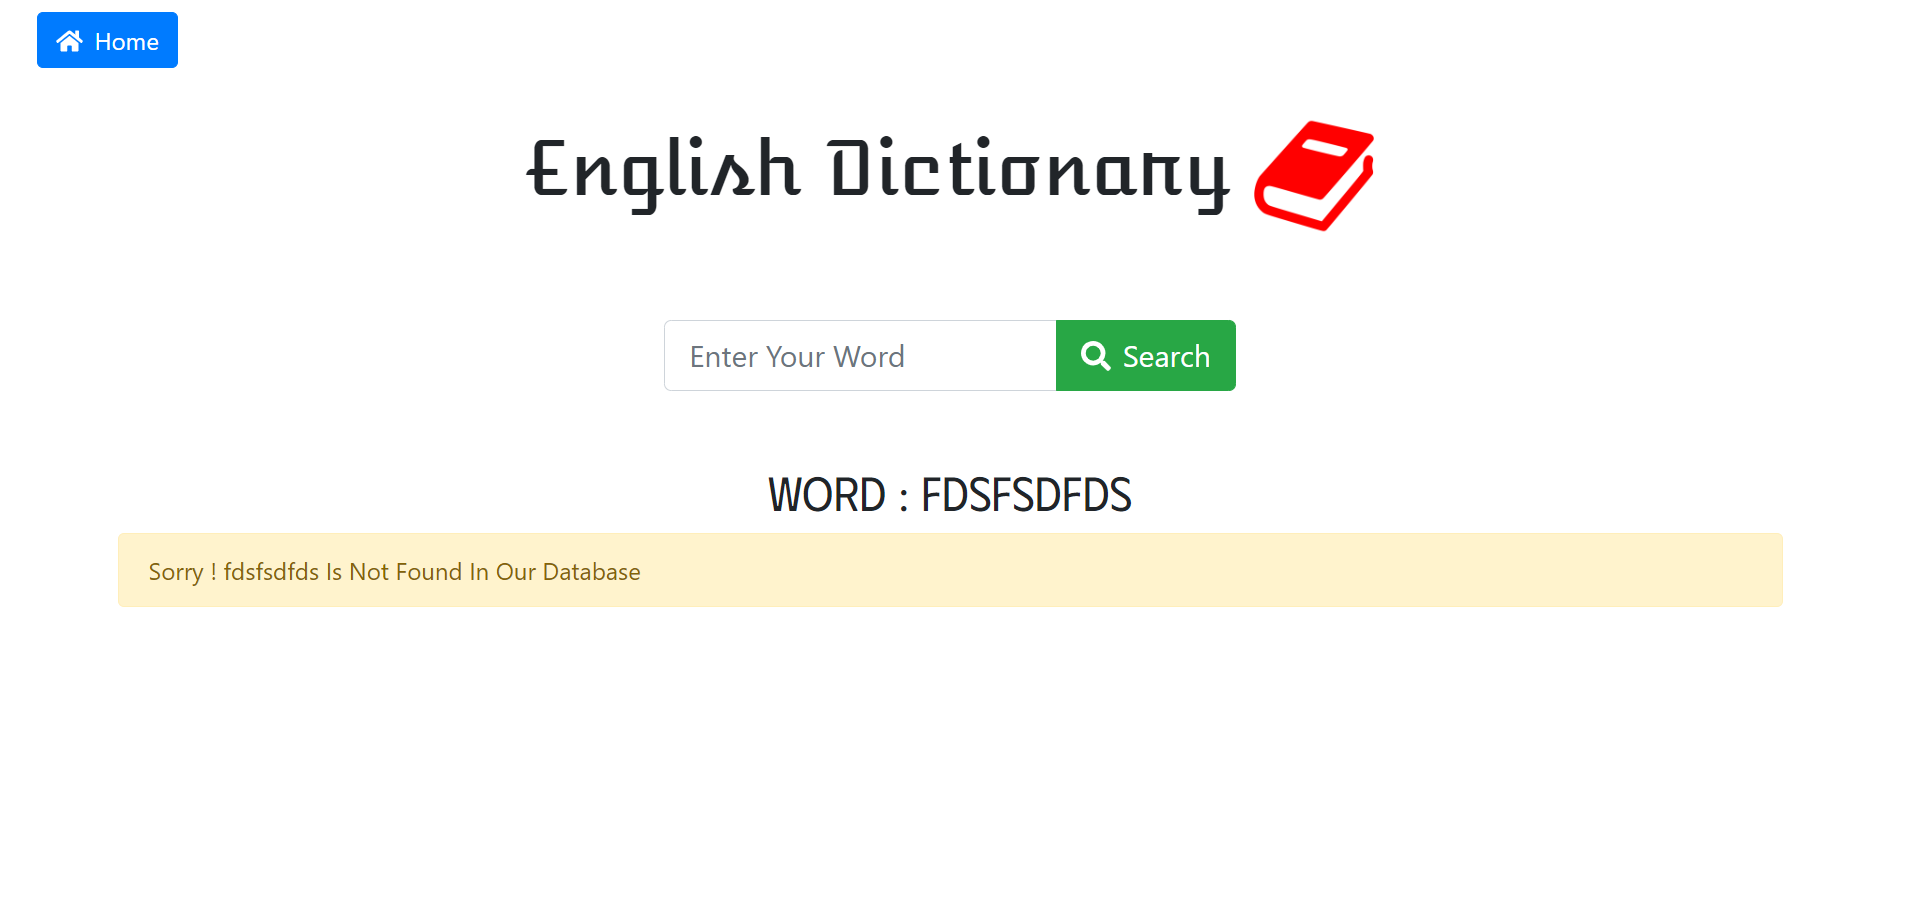 Home
English Dictionary
Enter Your Word
Search
WORD : FDSFSDFDS
Sorry ! fdsfsdfds Is Not Found In Our Database